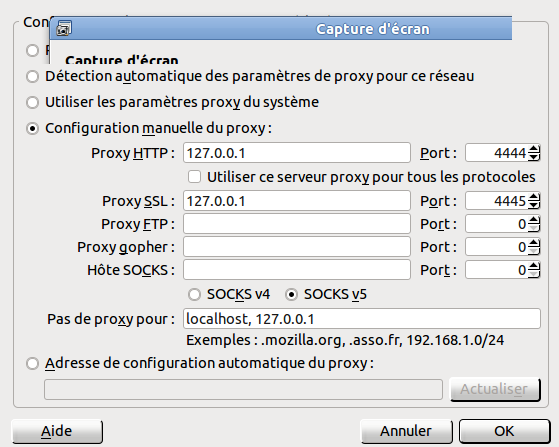 Capture d'écran
Capture d'écran
Détection automatique des paramètres de proxy pour ce réseau
Utiliser les paramètres proxy du système
Configuration manuelle du proxy :
Proxy HTTP : 127.0.0.1 Port : 4444
Utiliser ce serveur proxy pour tous les protocoles
Proxy SSL : 127.0.0.1 Port : 4445
Proxy FTP : Port : 0
Proxy gopher : Port : 0
Hôte SOCKS : Port : 0
SOCKS v4 SOCKS v5
Pas de proxy pour : localhost, 127.0.0.1
Exemples : .mozilla.org, .asso.fr, 192.168.1.0/24
Adresse de configuration automatique du proxy :
Actualiser
Aide Annuler OK